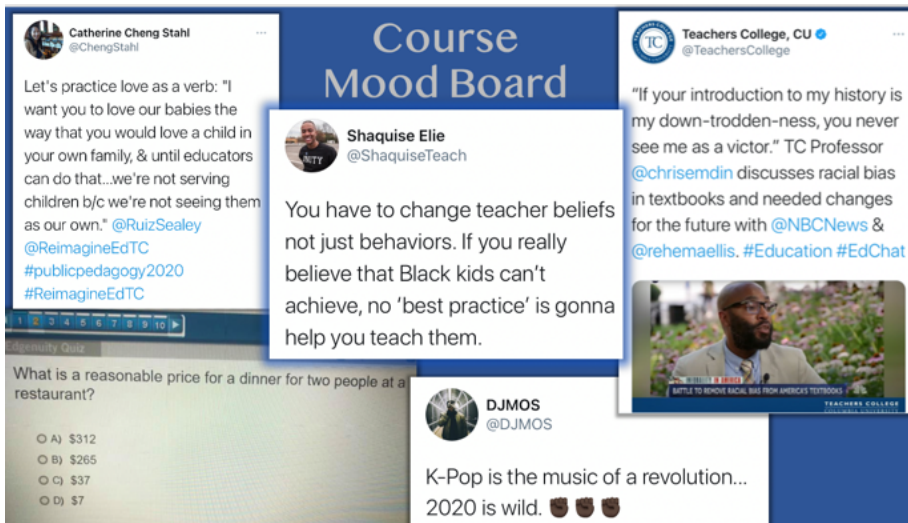 Course
Mood Board
Catherine Cheng Stahl
@ChengStahl
Let's practice love as a verb: "I
want you to love our babies the
way that you would love a child in
your own family, & until educators
can do that...we're not serving
children b/c we're not seeing them
as our own." @RuizSealey
@ReimagineEdTC
#publicpedagogy2020
#ReimagineEdTC
Shaquise Elie
@ShaquiseTeach
You have to change teacher beliefs
not just behaviors. If you really
believe that Black kids can't
achieve, no 'best practice' is gonna
help you teach them.
TC
Teachers College, CU
@TeachersCollege
“If your introduction to my history is
my down-trodden-ness, you never
see me as a victor.” TC Professor
@chrisemdin discusses racial bias
in textbooks and needed changes
for the future with @NBCNews &
@rehemaellis. #Education #EdChat
INEQUALITY IN AMERICA
BATTLE TO REMOVE RACIAL BIAS FROM AMERICA'S TEXTBOOKS
TEACHERS COLLEGE
COLUMBIA UNIVERSITY
1 2 3 4 5 6 7 8 9 10
Edgenuity Quiz
What is a reasonable price for a dinner for two people at a
restaurant?
A) $312
B) $265
C) $37
D) $7
DJMOS
@DJMOS
K-Pop is the music of a revolution...
2020 is wild. ✊🏿✊🏿✊🏿